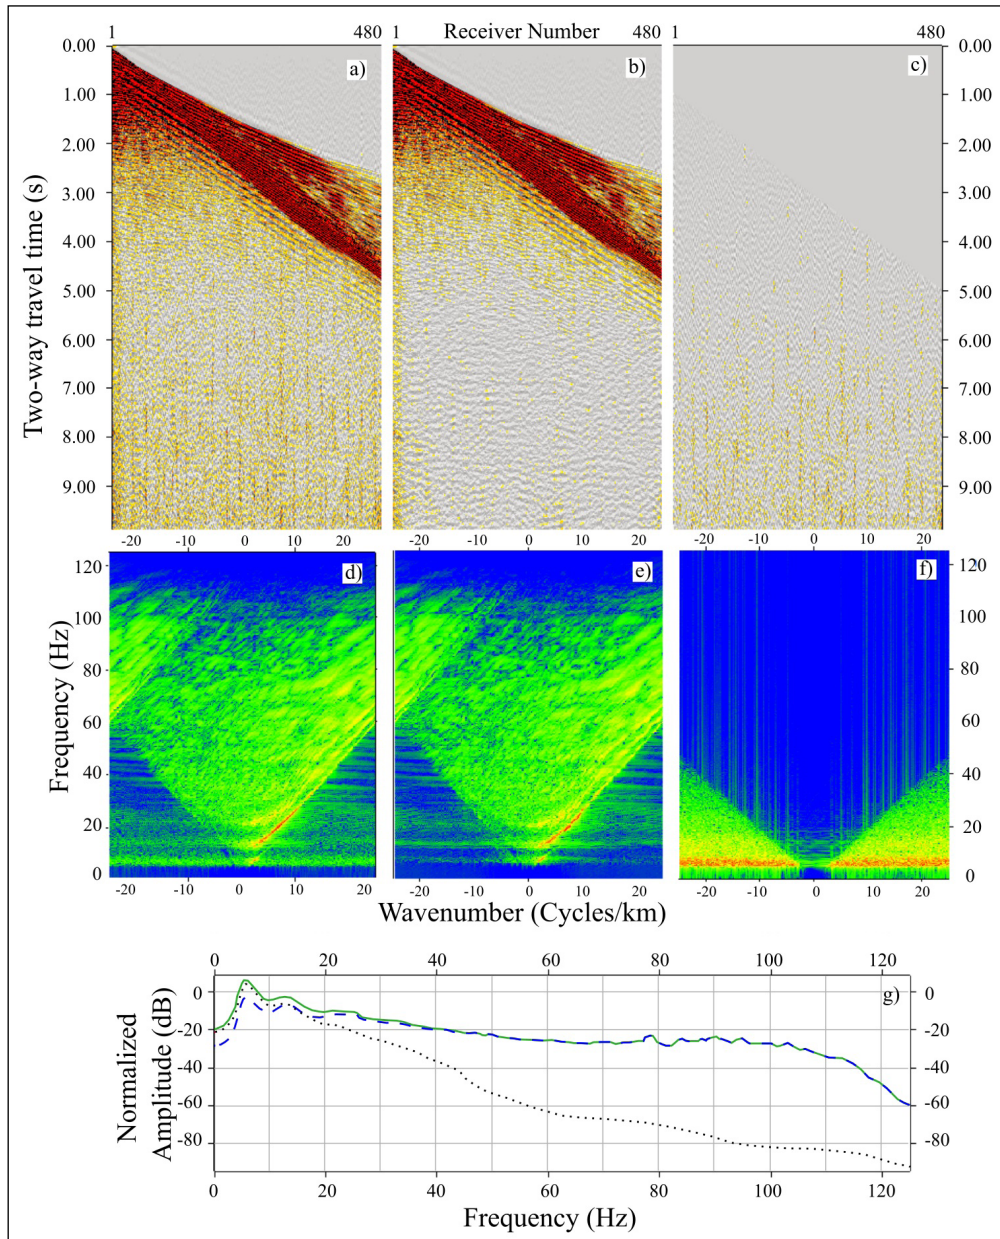 1 480 1 Receiver Number 480 1 480
0.00 a) b) c) 0.00
1.00 1.00
2.00 2.00
3.00 3.00
4.00 4.00
5.00 5.00
6.00 6.00
7.00 7.00
8.00 8.00
9.00 9.00
Two-way travel time (s)
-20 -10 0 10 20 -20 -10 0 10 20 -20 -10 0 10 20
120 d) e) f) 120
100 100
80 80
60 60
40 40
20 20
0 0
Frequency (Hz)
-20 -10 0 10 20 -20 -10 0 10 20 -20 -10 0 10 20
Wavenumber (Cycles/km)
0 20 40 60 80 100 120
0 g) 0
-20 -20
-40 -40
-60 -60
-80 -80
Normalized
Amplitude (dB)
0 20 40 60 80 100 120
Frequency (Hz)